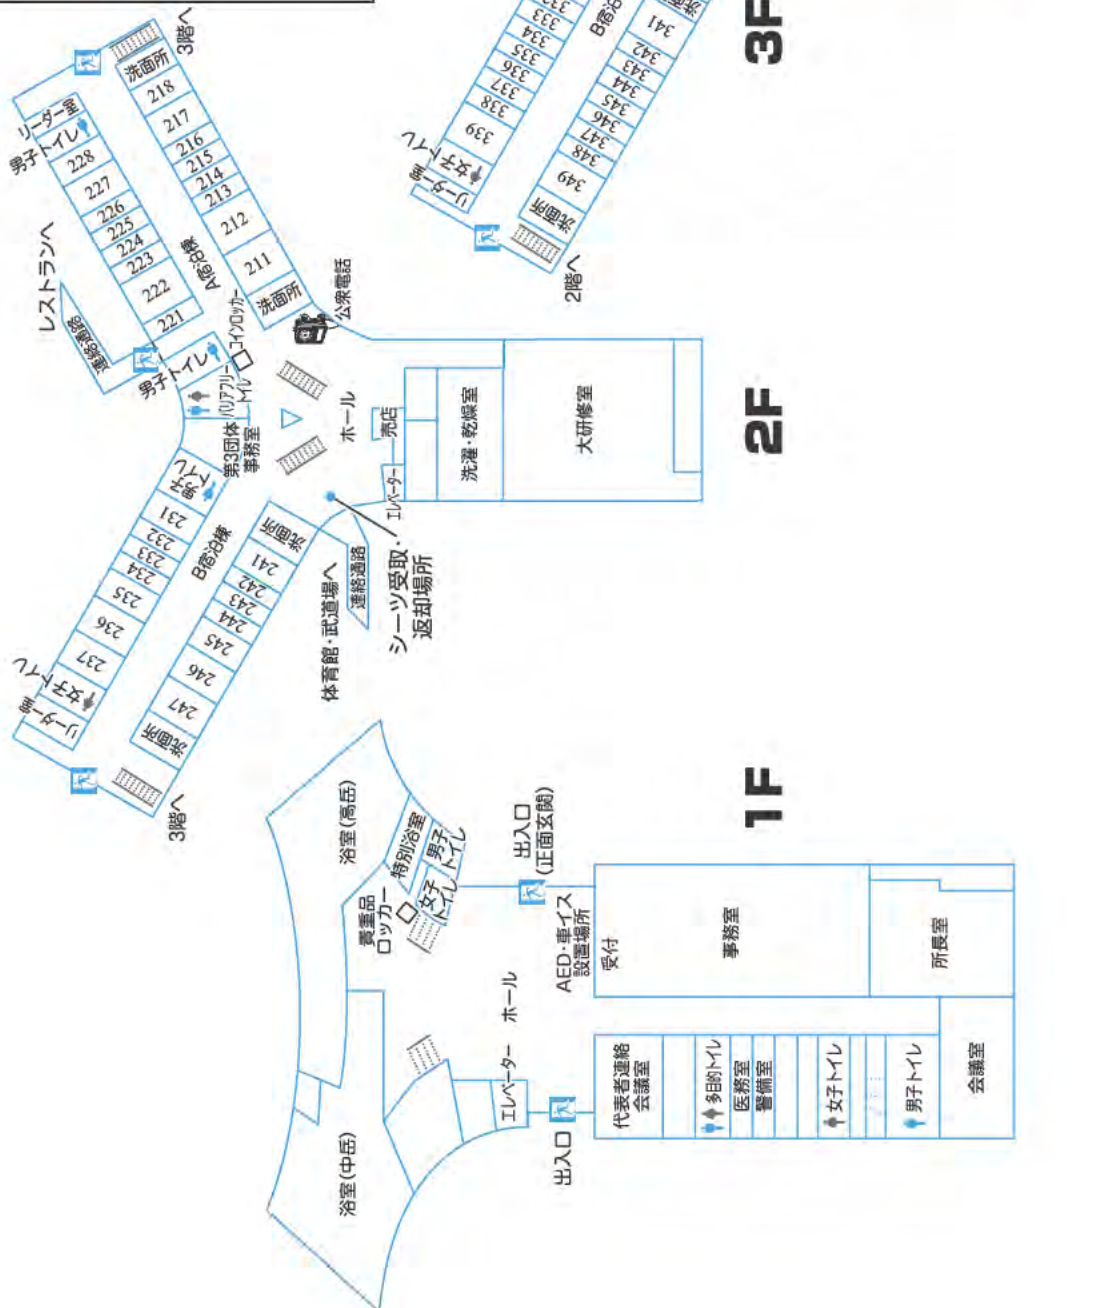 3階へ
洗面所
218
217
216
215
214
213
212
211
洗面所
リーダー室
男子トイレ
228
227
226
225
224
223
222
221
A宿泊棟
レストランへ
連絡通路
男子トイレ
コインロッカー
公衆電話
バリアフリー
トイレ
第3団体
事務室
ホール
売店
エレベーター
洗濯・乾燥室
大研修室
2F
男子
トイレ
231
232
233
234
235
236
237
女子トイレ
リーダー室
B宿泊棟
洗面所
241
242
243
244
245
246
247
洗面所
3階へ
体育館・武道場へ
連絡通路
シーツ受取・
返却場所
333
334
335
336
337
338
339
女子
トイレ
リーダー室
341
342
343
344
345
346
347
348
349
洗面所
2階へ
3F
浴室(高岳)
特別浴室
男子
トイレ
女子
トイレ
貴重品
ロッカー
出入口
(正面玄関)
AED・車イス
設置場所
受付
事務室
所長室
ホール
エレベーター
浴室(中岳)
出入口
代表者連絡
会議室
多目的トイレ
医務室
警備室
女子トイレ
男子トイレ
会議室
1F